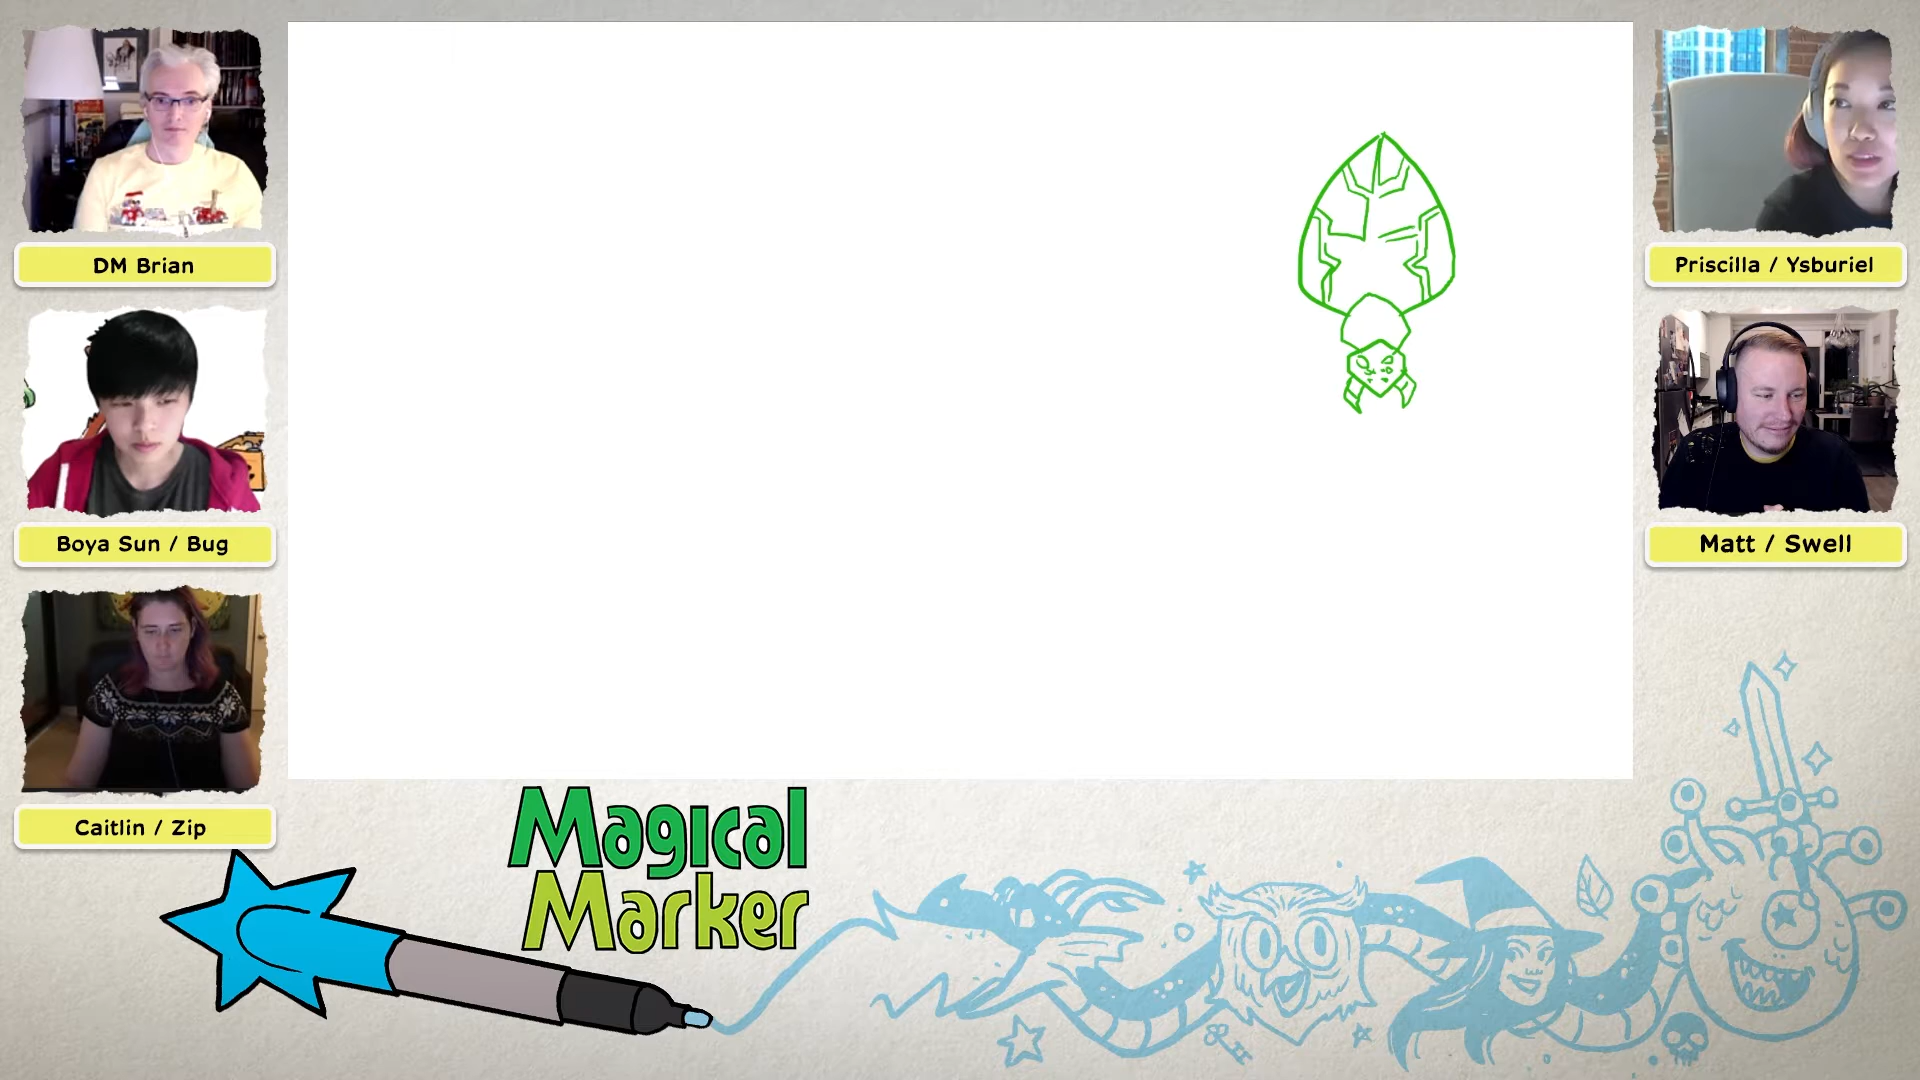 DM Brian
Priscilla / Ysburiel
Boya Sun / Bug
Matt / Swell
Caitlin / Zip
Magical
Marker